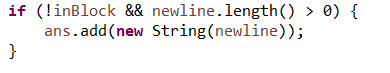 if (!inBlock && newline.length() > 0) {
    ans.add(new String(newline));
}